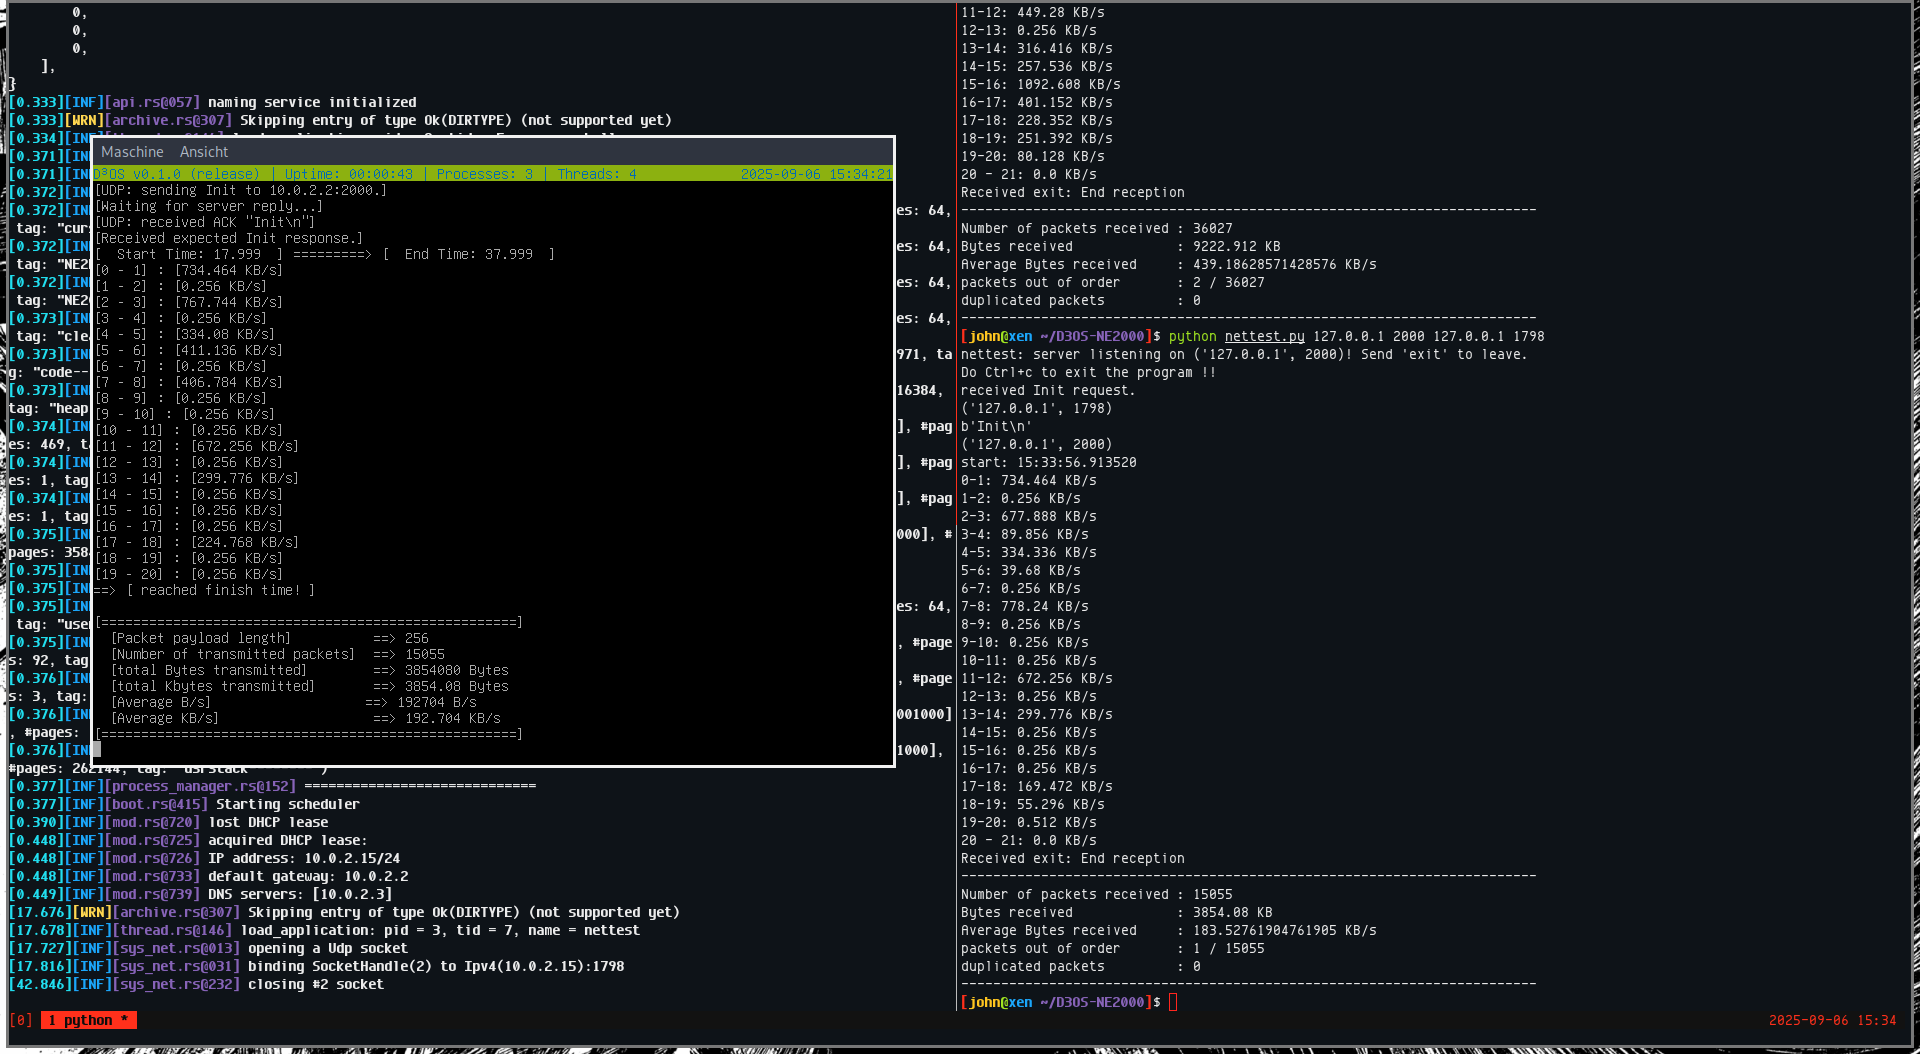 0,
0,
0,
],
}
[0.333][INF][api.rs@057] naming service initialized
[0.333][WRN][archive.rs@307] Skipping entry of type Ok(DIRTYPE) (not supported yet)
[0.334][IN
[0.371][IN
[0.371][IN
[0.372][IN
[0.372][IN es: 64,
tag: "cur
[0.372][IN es: 64,
tag: "NE2
[0.372][IN es: 64,
tag: "NE2
[0.373][IN es: 64,
tag: "cle
[0.373][IN 971, ta
g: "code--
[0.373][IN 16384,
tag: "heap
[0.374][IN ], #pag
es: 469, t
[0.374][IN ], #pag
es: 1, tag
[0.374][IN ], #pag
es: 1, tag
[0.375][IN 000], #
pages: 358
[0.375][IN
[0.375][IN
[0.375][IN es: 64,
tag: "use
[0.375][IN , #page
s: 92, tag
[0.376][IN , #page
s: 3, tag:
[0.376][IN 001000]
, #pages:
[0.376][IN 1000],
#pages: 262144, tag: "usrstack )
[0.377][INF][process_manager.rs@152] =============================
[0.377][INF][boot.rs@415] Starting scheduler
[0.390][INF][mod.rs@720] lost DHCP lease
[0.448][INF][mod.rs@725] acquired DHCP lease:
[0.448][INF][mod.rs@726] IP address: 10.0.2.15/24
[0.448][INF][mod.rs@733] default gateway: 10.0.2.2
[0.449][INF][mod.rs@739] DNS servers: [10.0.2.3]
[17.676][WRN][archive.rs@307] Skipping entry of type Ok(DIRTYPE) (not supported yet)
[17.678][INF][thread.rs@146] load_application: pid = 3, tid = 7, name = nettest
[17.727][INF][sys_net.rs@013] opening a Udp socket
[17.816][INF][sys_net.rs@031] binding SocketHandle(2) to Ipv4(10.0.2.15):1798
[42.846][INF][sys_net.rs@232] closing #2 socket
Maschine Ansicht
D³OS v0.1.0 (release) | Uptime: 00:00:43 | Processes: 3 | Threads: 4 2025-09-06 15:34:21
[UDP: sending Init to 10.0.2.2:2000.]
[Waiting for server reply...]
[UDP: received ACK "Init\n"]
[Received expected Init response.]
[ Start Time: 17.999 ] =========> [ End Time: 37.999 ]
[0 - 1] : [734.464 KB/s]
[1 - 2] : [0.256 KB/s]
[2 - 3] : [767.744 KB/s]
[3 - 4] : [0.256 KB/s]
[4 - 5] : [334.08 KB/s]
[5 - 6] : [411.136 KB/s]
[6 - 7] : [0.256 KB/s]
[7 - 8] : [406.784 KB/s]
[8 - 9] : [0.256 KB/s]
[9 - 10] : [0.256 KB/s]
[10 - 11] : [0.256 KB/s]
[11 - 12] : [672.256 KB/s]
[12 - 13] : [0.256 KB/s]
[13 - 14] : [299.776 KB/s]
[14 - 15] : [0.256 KB/s]
[15 - 16] : [0.256 KB/s]
[16 - 17] : [0.256 KB/s]
[17 - 18] : [224.768 KB/s]
[18 - 19] : [0.256 KB/s]
[19 - 20] : [0.256 KB/s]
==> [ reached finish time! ]
[====================================================]
[Packet payload length] ==> 256
[Number of transmitted packets] ==> 15055
[total Bytes transmitted] ==> 3854080 Bytes
[total Kbytes transmitted] ==> 3854.08 Bytes
[Average B/s] ==> 192704 B/s
[Average KB/s] ==> 192.704 KB/s
[====================================================]
11-12: 449.28 KB/s
12-13: 0.256 KB/s
13-14: 316.416 KB/s
14-15: 257.536 KB/s
15-16: 1092.608 KB/s
16-17: 401.152 KB/s
17-18: 228.352 KB/s
18-19: 251.392 KB/s
19-20: 80.128 KB/s
20 - 21: 0.0 KB/s
Received exit: End reception
------------------------------------------------------------------------
Number of packets received : 36027
Bytes received : 9222.912 KB
Average Bytes received : 439.18628571428576 KB/s
packets out of order : 2 / 36027
duplicated packets : 0
------------------------------------------------------------------------
[john@xen ~/D3OS-NE2000]$ python nettest.py 127.0.0.1 2000 127.0.0.1 1798
nettest: server listening on ('127.0.0.1', 2000)! Send 'exit' to leave.
Do Ctrl+c to exit the program !!
received Init request.
('127.0.0.1', 1798)
b'Init\n'
('127.0.0.1', 2000)
start: 15:33:56.913520
0-1: 734.464 KB/s
1-2: 0.256 KB/s
2-3: 677.888 KB/s
3-4: 89.856 KB/s
4-5: 334.336 KB/s
5-6: 39.68 KB/s
6-7: 0.256 KB/s
7-8: 778.24 KB/s
8-9: 0.256 KB/s
9-10: 0.256 KB/s
10-11: 0.256 KB/s
11-12: 672.256 KB/s
12-13: 0.256 KB/s
13-14: 299.776 KB/s
14-15: 0.256 KB/s
15-16: 0.256 KB/s
16-17: 0.256 KB/s
17-18: 169.472 KB/s
18-19: 55.296 KB/s
19-20: 0.512 KB/s
20 - 21: 0.0 KB/s
Received exit: End reception
------------------------------------------------------------------------
Number of packets received : 15055
Bytes received : 3854.08 KB
Average Bytes received : 183.52761904761905 KB/s
packets out of order : 1 / 15055
duplicated packets : 0
------------------------------------------------------------------------
[john@xen ~/D3OS-NE2000]$
[0] 1 python * 2025-09-06 15:34